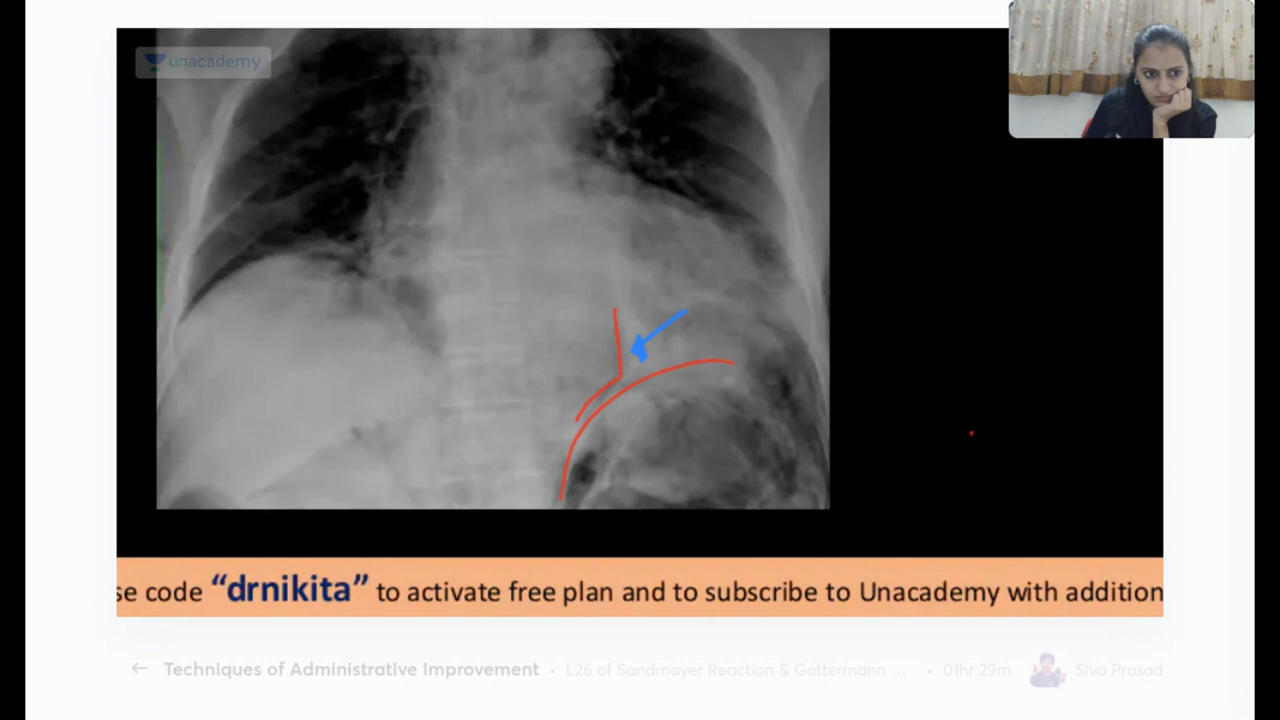 unacademy
se code “drnikita” to activate free plan and to subscribe to Unacademy with addition
← Techniques of Administrative Improvement • L26 of Sandmayer Reaction & Gattermann ... • 01hr 29m Siva Prasad